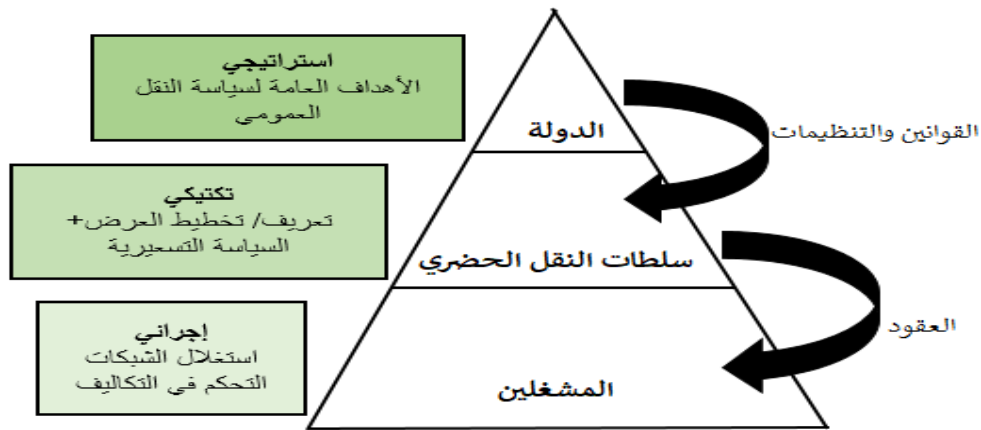 استراتيجي
الأهداف العامة لسياسة النقل
العمومي
الدولة
القوانين والتنظيمات
تكتيكي
تعريف/ تخطيط العرض+
السياسة التسعيرية
سلطات النقل الحضري
العقود
إجرائي
استغلال الشبكات
التحكم في التكاليف
المشغلين